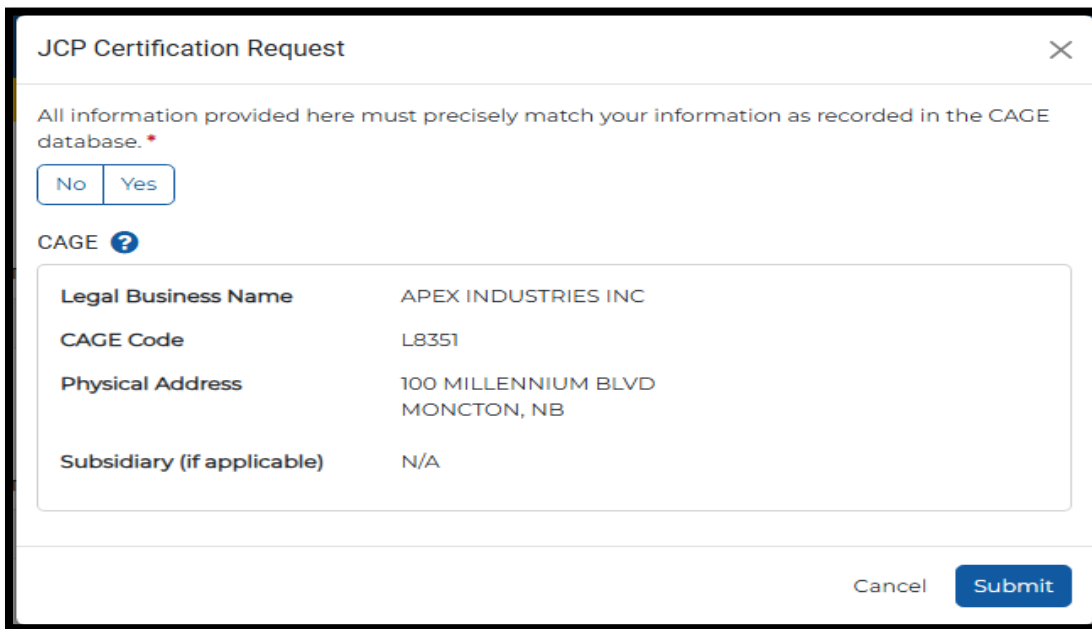 JCP Certification Request
All information provided here must precisely match your information as recorded in the CAGE
database. *
No Yes
CAGE ?
Legal Business Name APEX INDUSTRIES INC
CAGE Code L8351
Physical Address 100 MILLENNIUM BLVD
MONCTON, NB
Subsidiary (if applicable) N/A
Cancel Submit